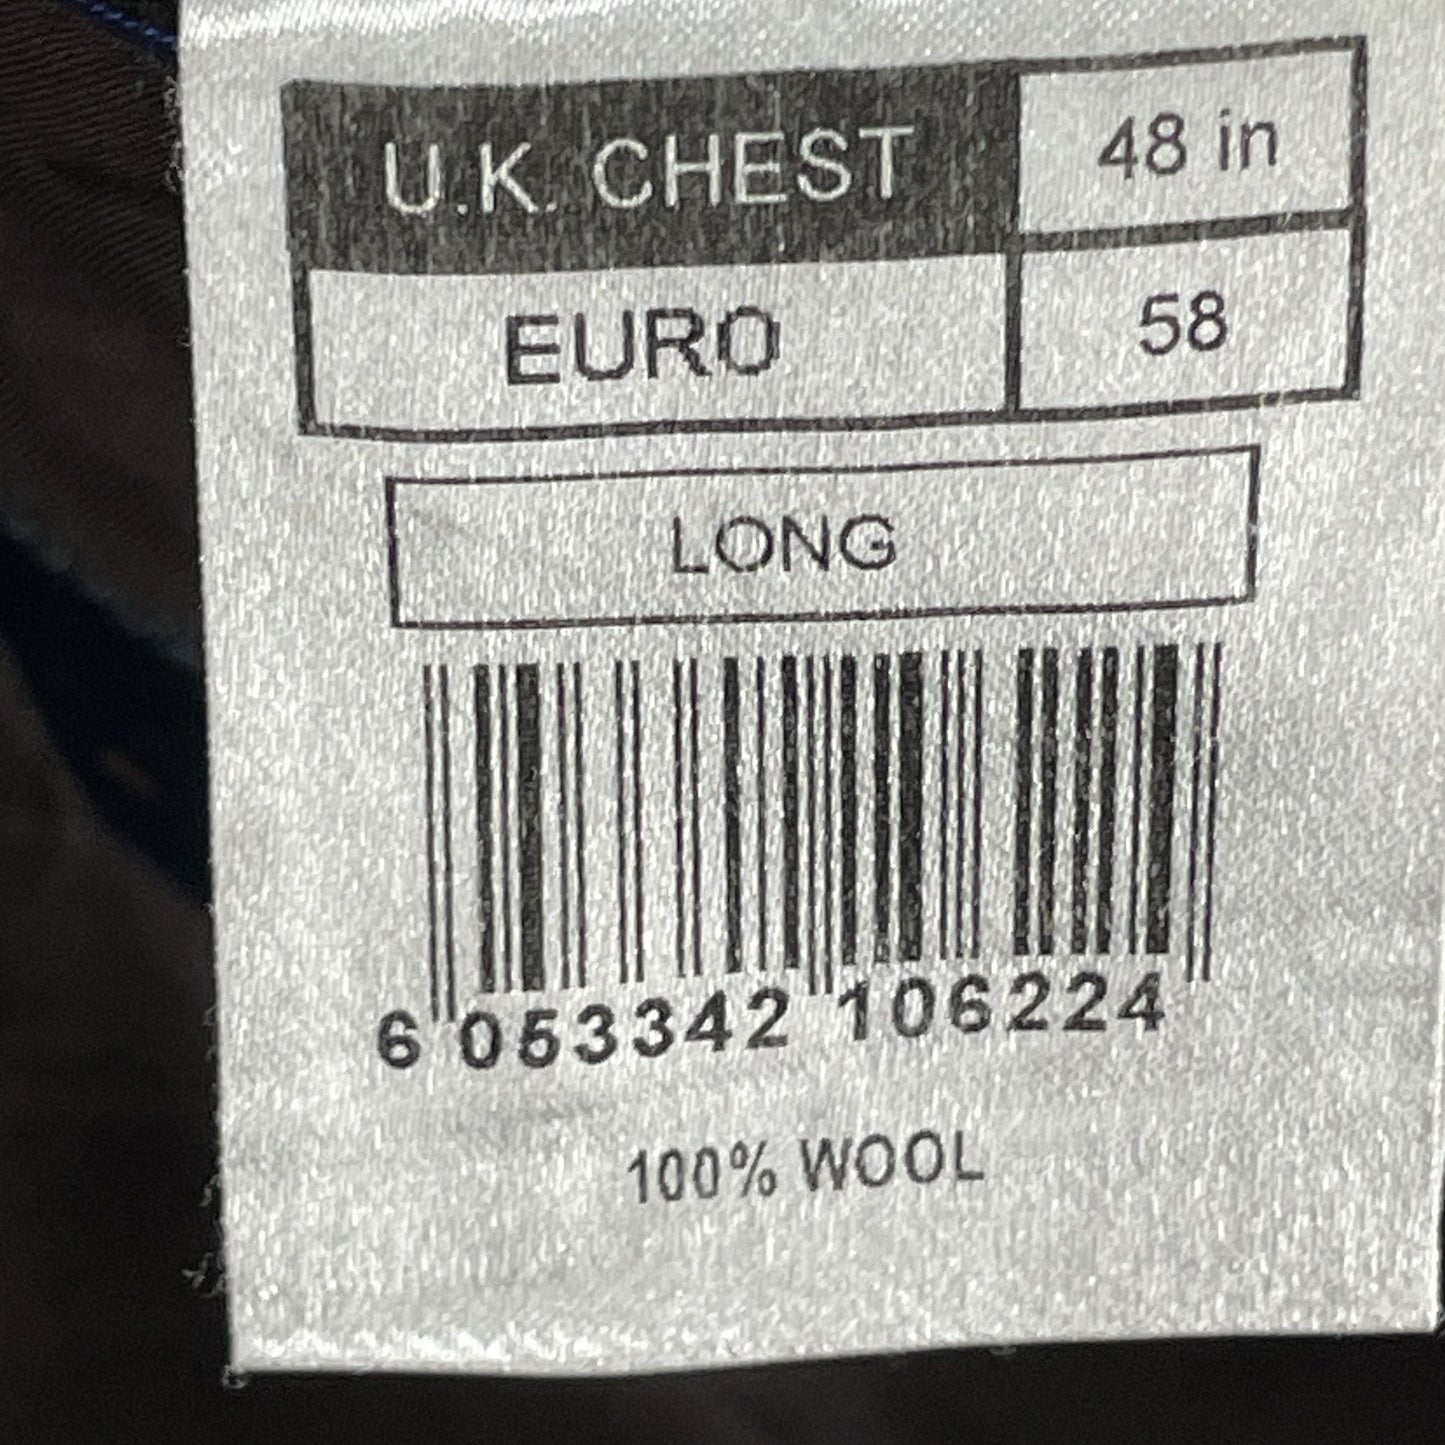 U.K. CHEST 48 in
EURO 58
LONG
6 053342 106224
100% WOOL